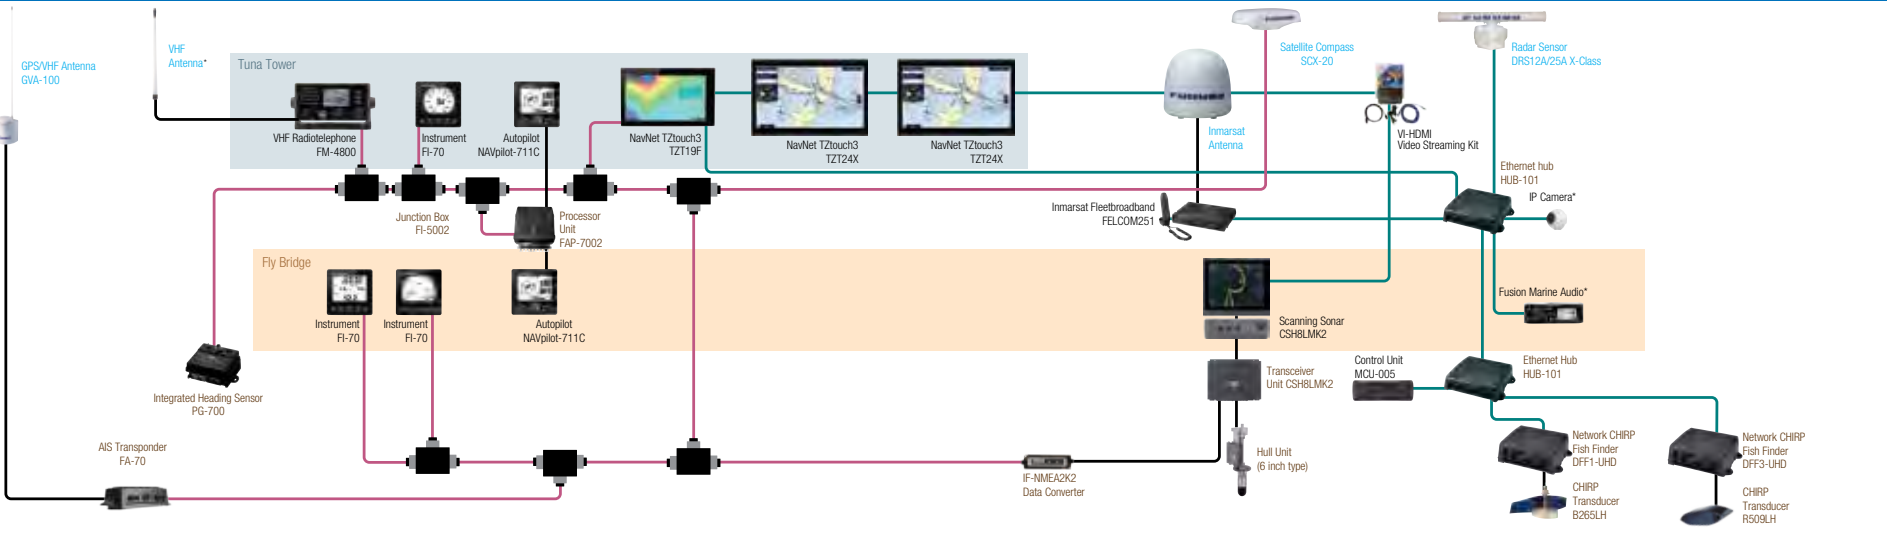 GPS/VHF Antenna
GVA-100
VHF
Antenna*
Tuna Tower
VHF Radiotelephone
FM-4800
Instrument
FI-70
Autopilot
NAVpilot-711C
NavNet TZtouch3
TZT19F
NavNet TZtouch3
TZT24X
NavNet TZtouch3
TZT24X
FURUNO
Inmarsat
Antenna
Satellite Compass
SCX-20
VI-HDMI
Video Streaming Kit
Radar Sensor
DRS12A/25A X-Class
Ethernet hub
HUB-101
IP Camera*
Inmarsat Fleetbroadband
FELCOM251
Junction Box
FI-5002
Processor
Unit
FAP-7002
Fly Bridge
Instrument
FI-70
Instrument
FI-70
Autopilot
NAVpilot-711C
Scanning Sonar
CSH8LMK2
Fusion Marine Audio*
Integrated Heading Sensor
PG-700
Transceiver
Unit CSH8LMK2
Control Unit
MCU-005
Ethernet Hub
HUB-101
AIS Transponder
FA-70
IF-NMEA2K2
Data Converter
Hull Unit
(6 inch type)
Network CHIRP
Fish Finder
DFF1-UHD
CHIRP
Transducer
B265LH
Network CHIRP
Fish Finder
DFF3-UHD
CHIRP
Transducer
R509LH